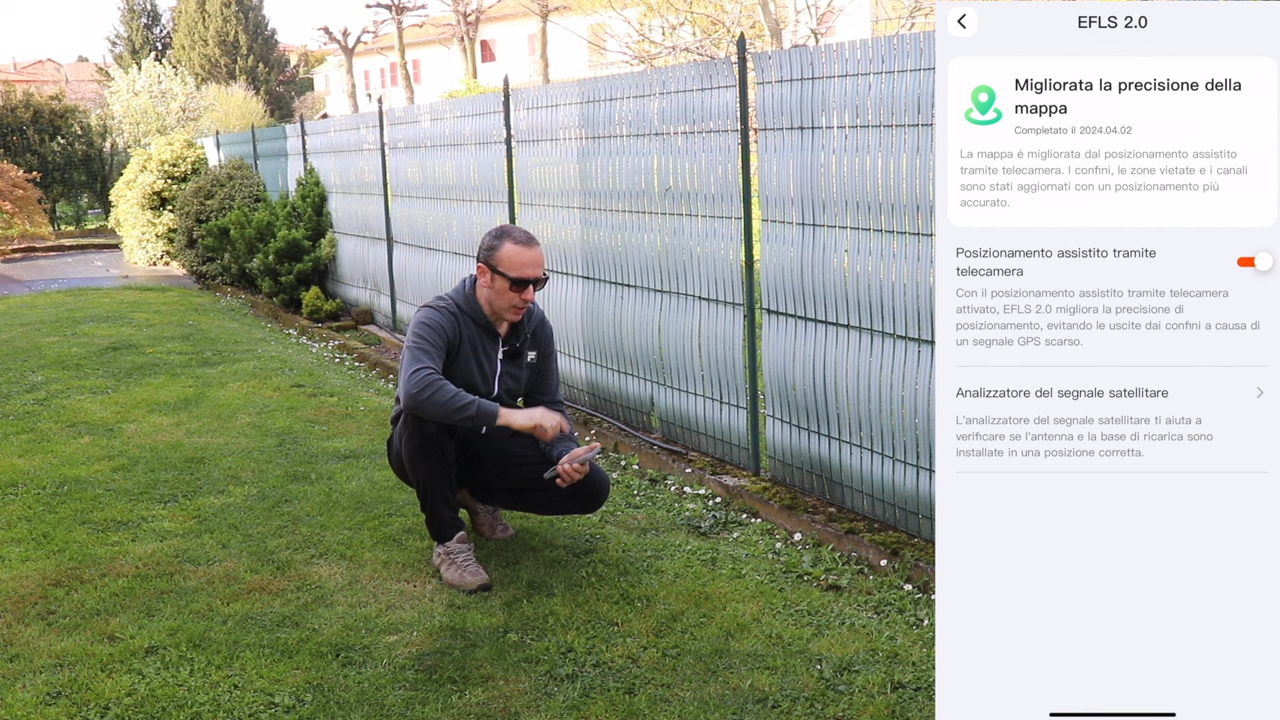 EFLS 2.0
Migliorata la precisione della
mappa
Completato il 2024.04.02
La mappa è migliorata dal posizionamento assistito
tramite telecamera. I confini, le zone vietate e i canali
sono stati aggiornati con un posizionamento più
accurato.
Posizionamento assistito tramite
telecamera
Con il posizionamento assistito tramite telecamera
attivato, EFLS 2.0 migliora la precisione di
posizionamento, evitando le uscite dai confini a causa di
un segnale GPS scarso.
Analizzatore del segnale satellitare
L'analizzatore del segnale satellitare ti aiuta a
verificare se l'antenna e la base di ricarica sono
installate in una posizione corretta.